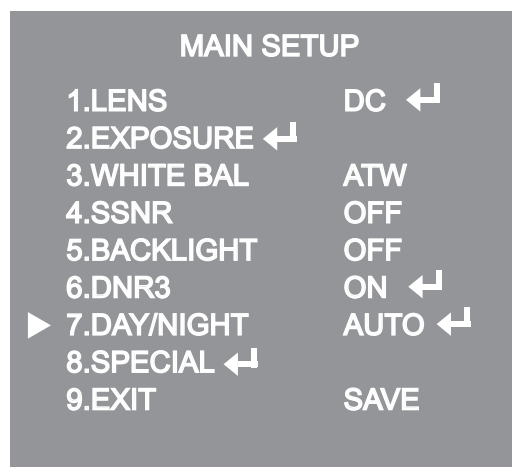 MAIN SETUP
1.LENS DC ↵
2.EXPOSURE ↵
3.WHITE BAL ATW
4.SSNR OFF
5.BACKLIGHT OFF
6.DNR3 ON ↵
▶ 7.DAY/NIGHT AUTO ↵
8.SPECIAL ↵
9.EXIT SAVE